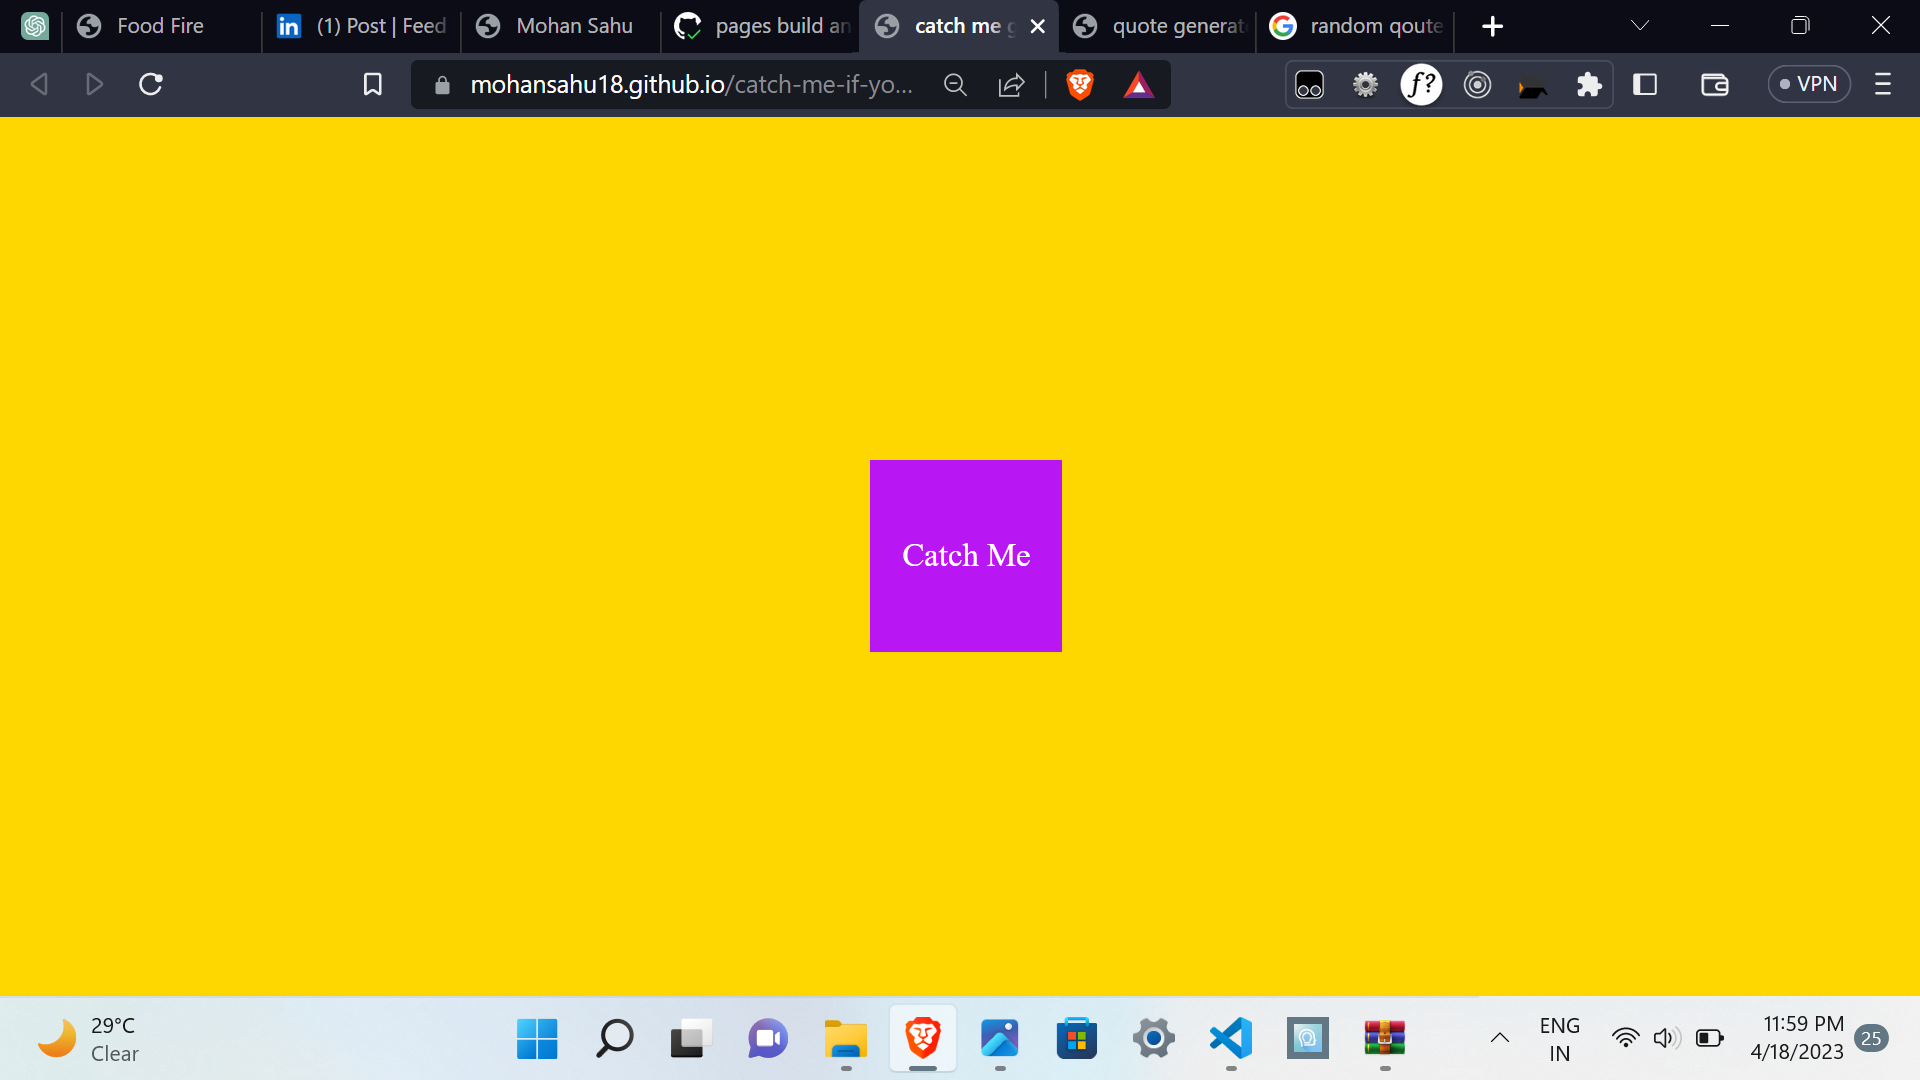 Food Fire
(1) Post | Feed
Mohan Sahu
pages build an
catch me g
quote generat
random qoute
mohansahu18.github.io/catch-me-if-yo...
f?
VPN
Catch Me
29°C
Clear
ENG
IN
11:59 PM
4/18/2023
25